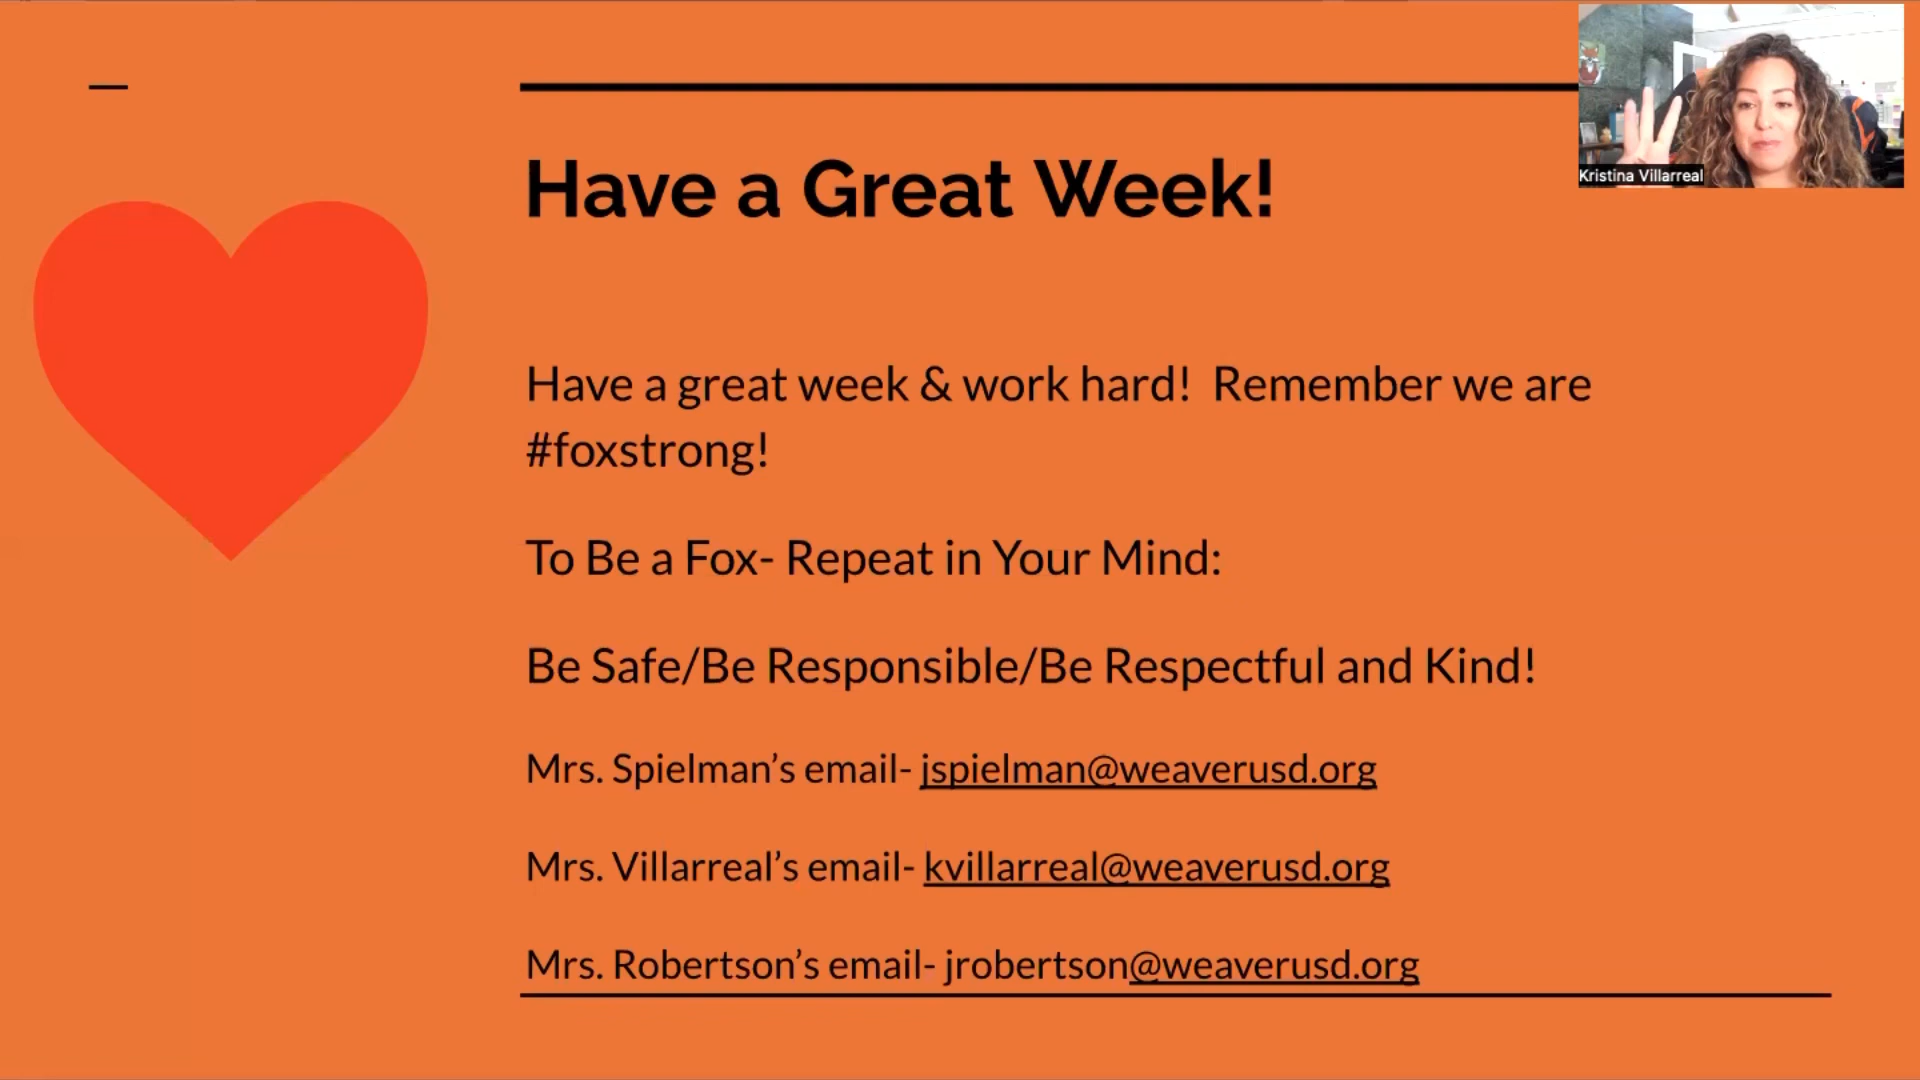 Kristina Villarreal
Have a Great Week!
Have a great week & work hard!  Remember we are
#foxstrong!
To Be a Fox- Repeat in Your Mind:
Be Safe/Be Responsible/Be Respectful and Kind!
Mrs. Spielman’s email- jspielman@weaverusd.org
Mrs. Villarreal’s email- kvillarreal@weaverusd.org
Mrs. Robertson’s email- jrobertson@weaverusd.org